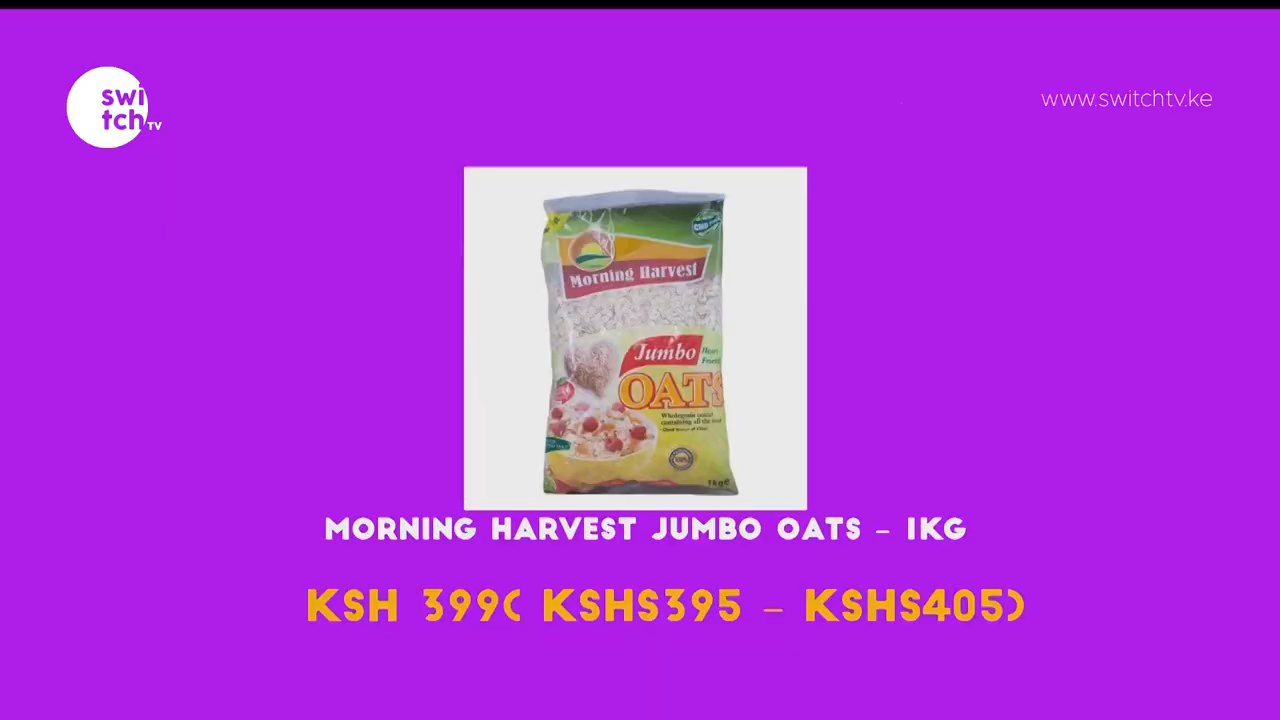 swi
tch TV
www.switchtv.ke
Morning Harvest
Jumbo
OATS
1kg
MORNING HARVEST JUMBO OATS – 1KG
KSH 399( KSHS395 – KSHS405)